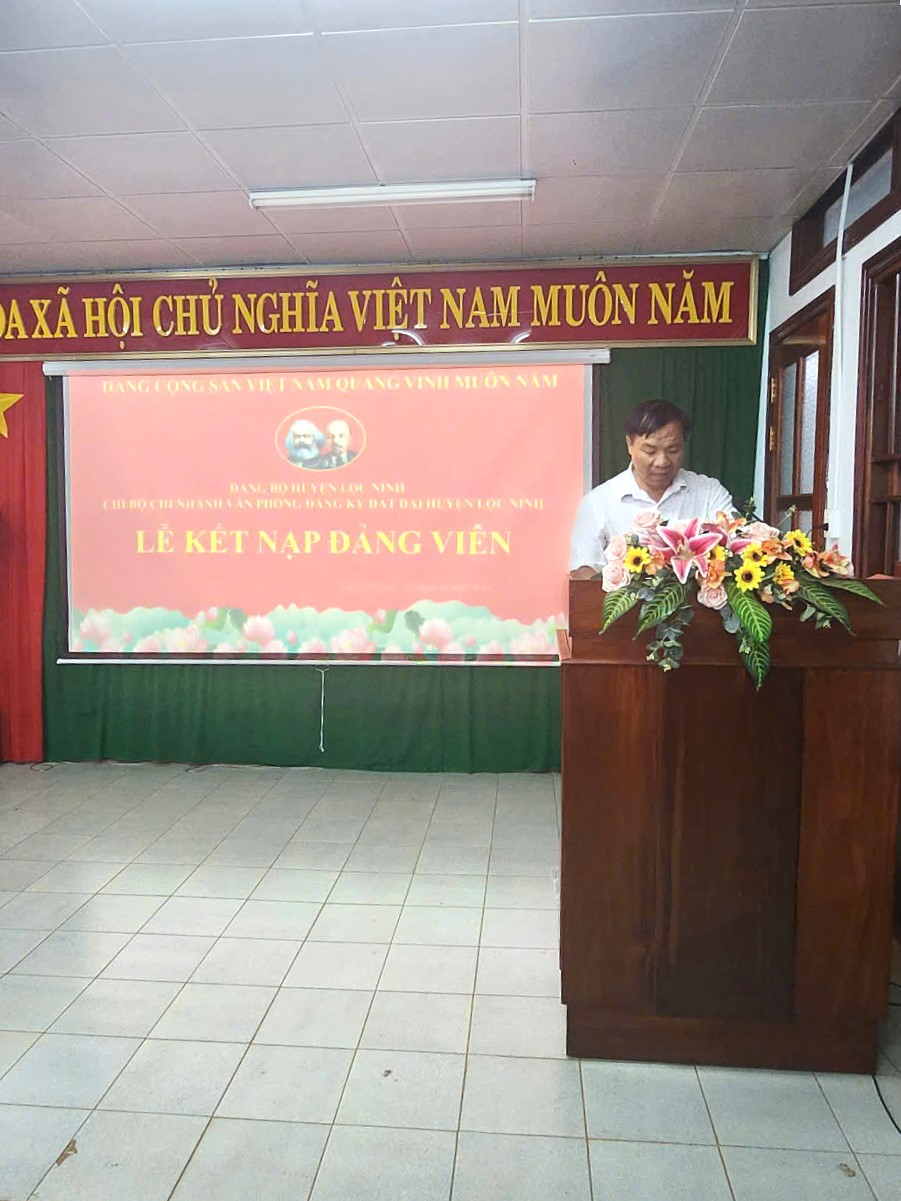 XÃ HỘI CHỦ NGHĨA VIỆT NAM MUÔN NĂM
ĐẢNG CỘNG SẢN VIỆT NAM QUANG VINH MUÔN NĂM
ĐẢNG BỘ HUYỆN LỘC NINH
CHI BỘ CHI NHÁNH VĂN PHÒNG ĐĂNG KÝ ĐẤT ĐAI HUYỆN LỘC NINH
LỄ KẾT NẠP ĐẢNG VIÊN